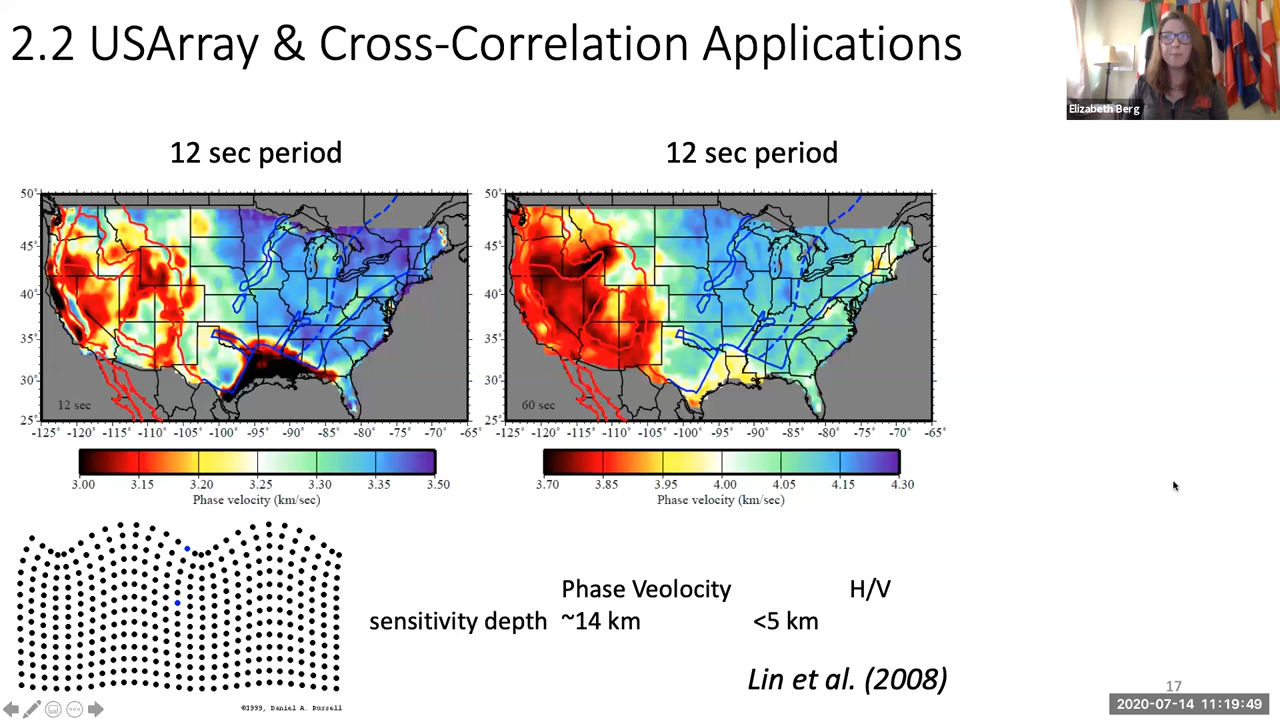 2.2 USArray & Cross-Correlation Applications
Elizabeth Berg
12 sec period
12 sec period
50°
45°
40°
35°
30°
25°
12 sec
-125° -120° -115° -110° -105° -100° -95° -90° -85° -80° -75° -70° -65°
3.00 3.15 3.20 3.25 3.30 3.35 3.50
Phase velocity (km/sec)
50°
45°
40°
35°
30°
25°
60 sec
-125° -120° -115° -110° -105° -100° -95° -90° -85° -80° -75° -70° -65°
3.70 3.85 3.95 4.00 4.05 4.15 4.30
Phase velocity (km/sec)
Phase Veolocity H/V
sensitivity depth ~14 km <5 km
Lin et al. (2008)
©1999, Daniel A. Russell
17
2020-07-14 11:19:49